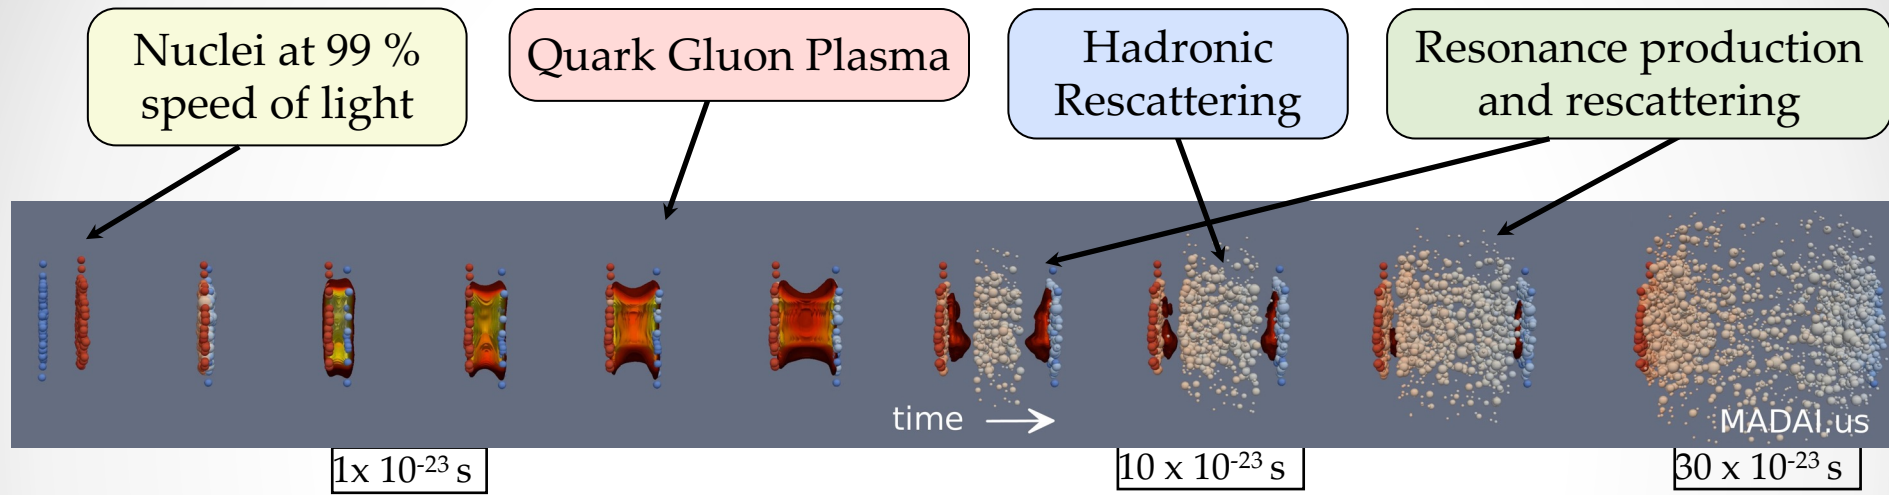 Nuclei at 99 %
speed of light
Quark Gluon Plasma
Hadronic
Rescattering
Resonance production
and rescattering
time
MADAI.us
1x 10⁻²³ s
10 x 10⁻²³ s
30 x 10⁻²³ s